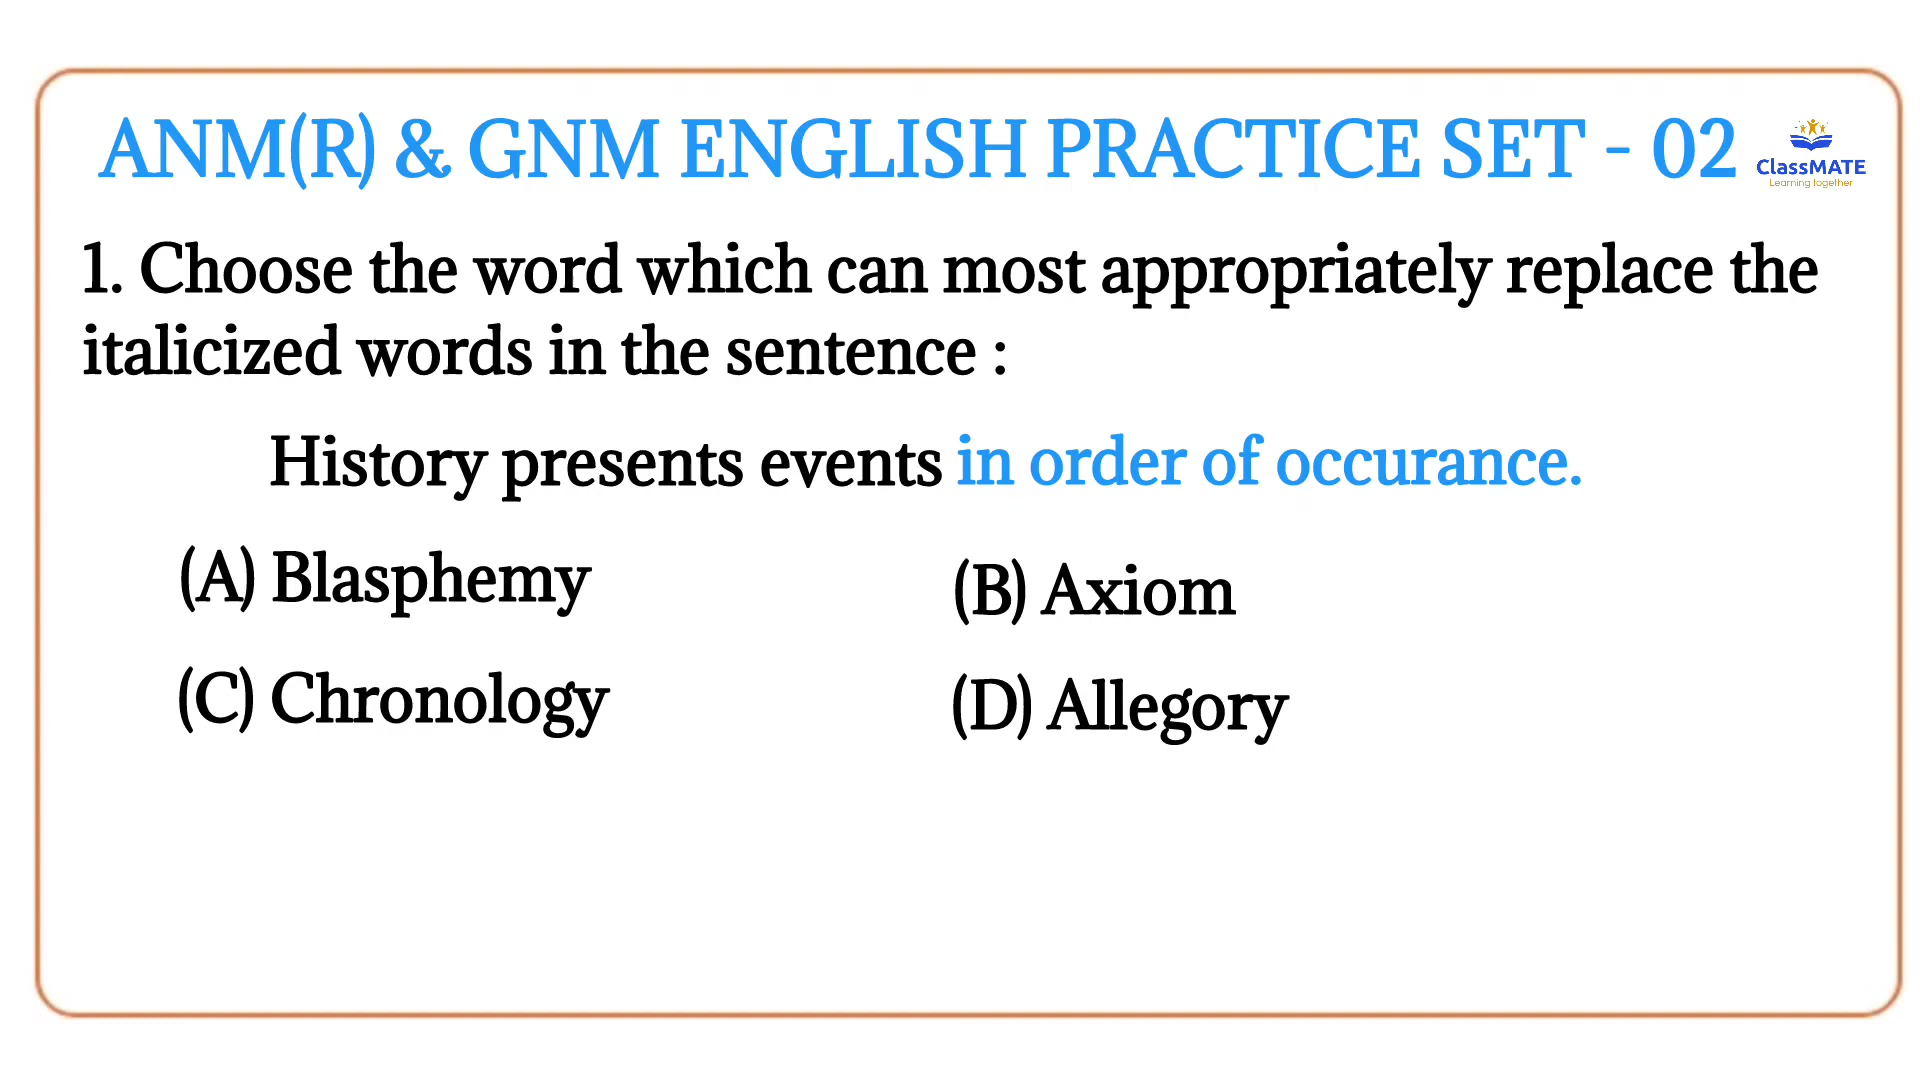 ANM(R) & GNM ENGLISH PRACTICE SET - 02
ClassMATE
Learning together
1. Choose the word which can most appropriately replace the
italicized words in the sentence :
History presents events in order of occurance.
(A) Blasphemy
(B) Axiom
(C) Chronology
(D) Allegory